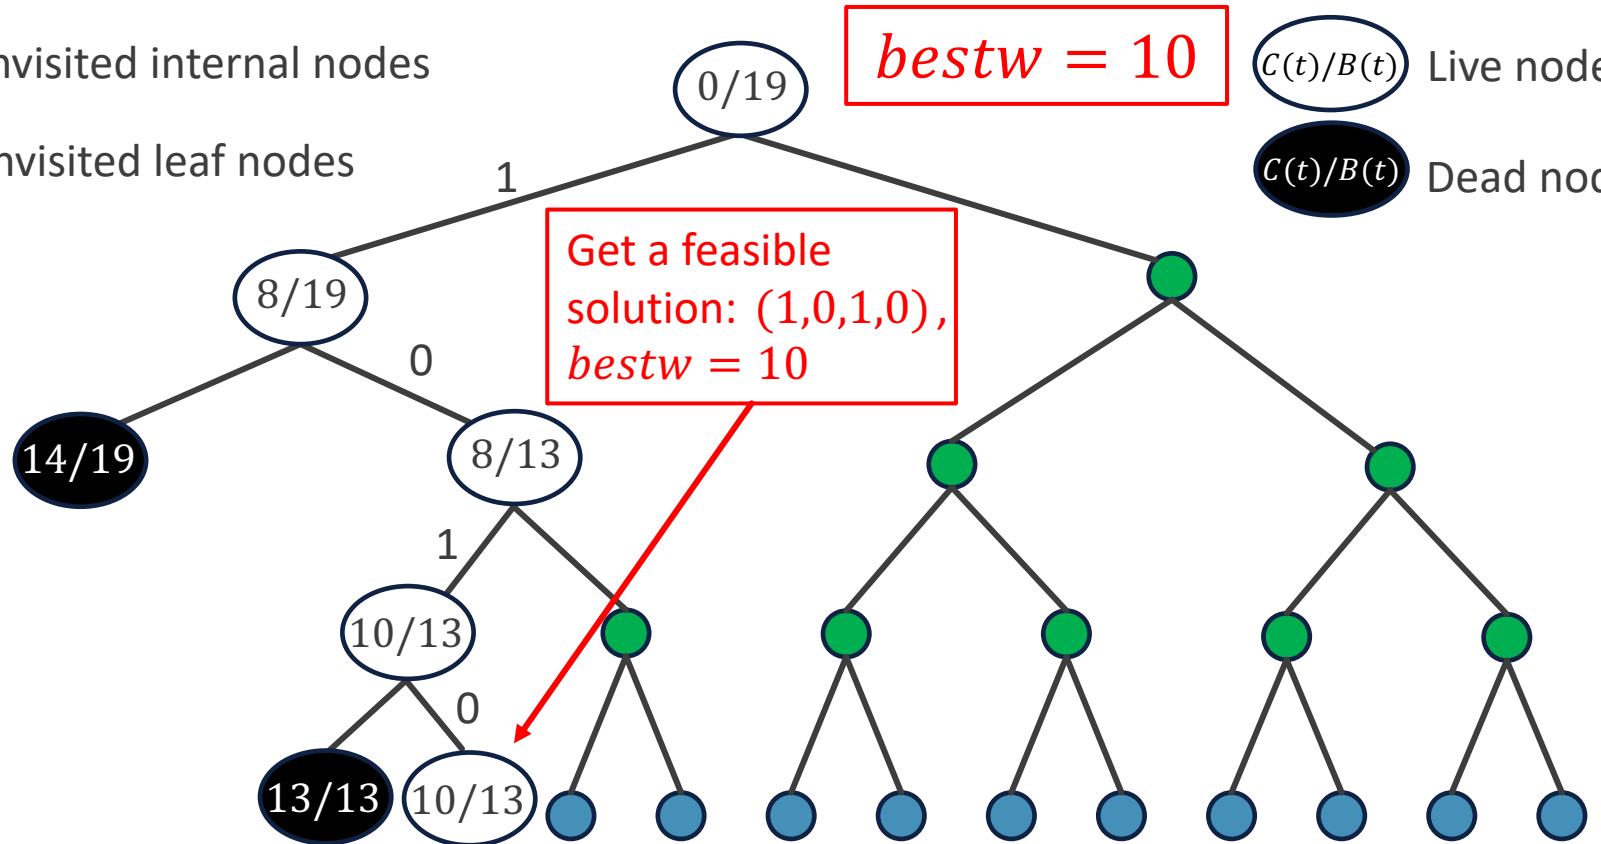 nvisited internal nodes
nvisited leaf nodes
0/19
bestw = 10
C(t)/B(t) Live node
C(t)/B(t) Dead nod
1
8/19
Get a feasible
solution: (1,0,1,0),
bestw = 10
0
14/19
8/13
1
10/13
0
13/13
10/13